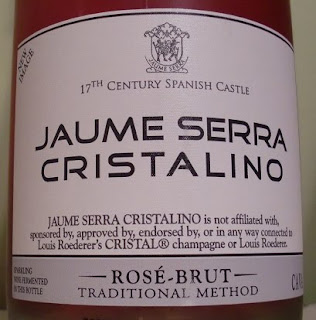 NEW
IMAGE
JAUME SERRA
17TH CENTURY SPANISH CASTLE
JAUME SERRA
CRISTALINO
JAUME SERRA CRISTALINO is not affiliated with,
sponsored by, approved by, endorsed by, or in any way connected to
Louis Roederer's CRISTAL® champagne or Louis Roederer.
SPARKLING
WINE FERMENTED
IN THIS BOTTLE
ROSÉ-BRUT
TRADITIONAL METHOD
CAVA